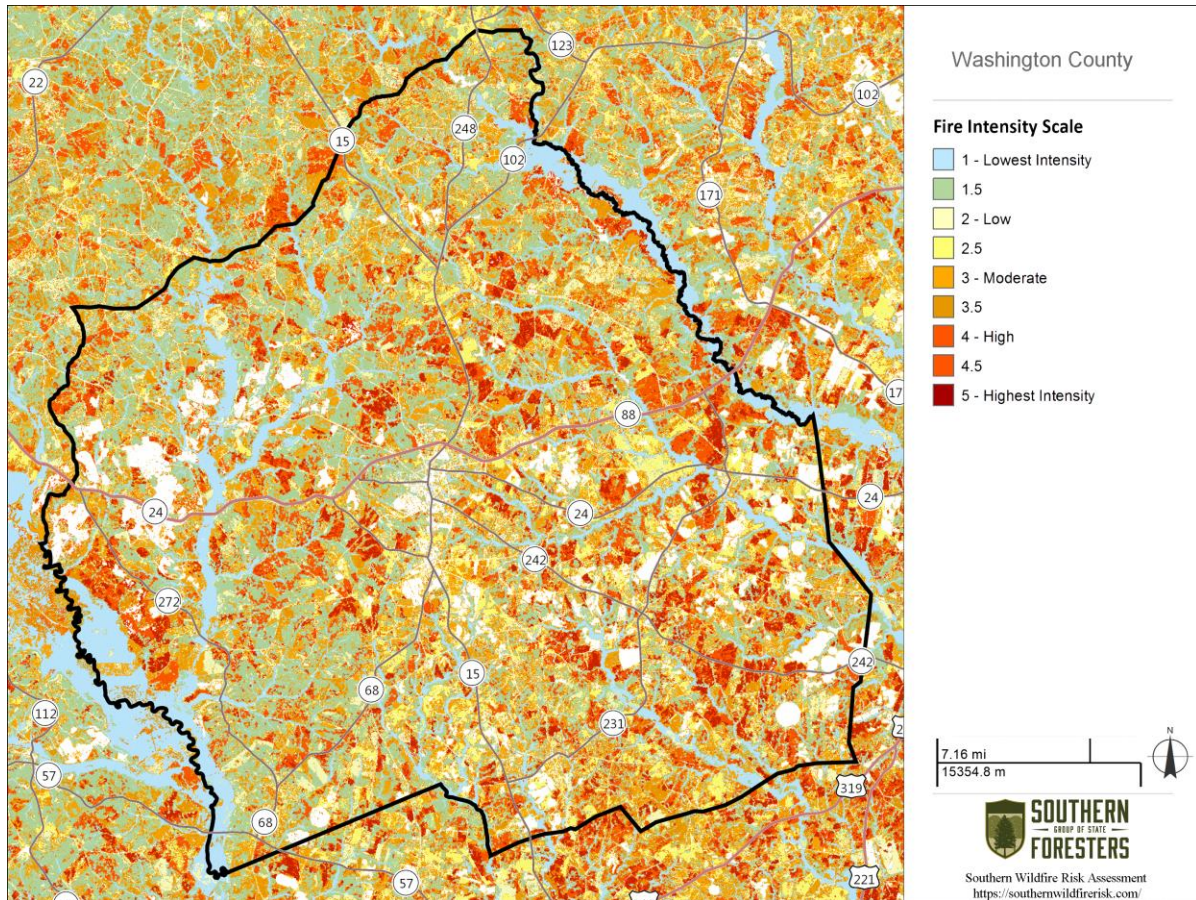 Washington County
Fire Intensity Scale
1 - Lowest Intensity
1.5
2 - Low
2.5
3 - Moderate
3.5
4 - High
4.5
5 - Highest Intensity
7.16 mi
15354.8 m
N
SOUTHERN
GROUP OF STATE
FORESTERS
Southern Wildfire Risk Assessment
https://southernwildfirerisk.com/
123
22
102
15
248
102
171
17
88
24
24
24
242
272
242
68
15
231
112
57
2
319
68
57
221